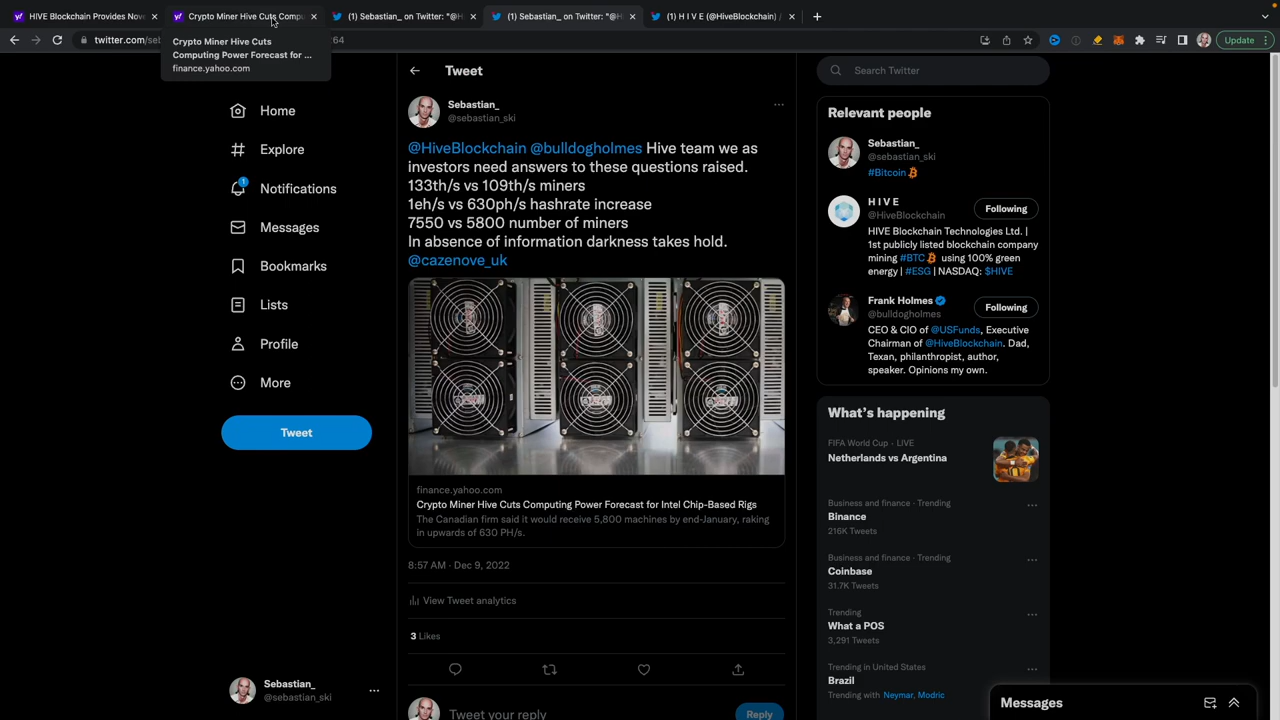 HIVE Blockchain Provides Nove
Crypto Miner Hive Cuts Compu
(1) Sebastian_ on Twitter: "@H
(1) Sebastian_ on Twitter: "@H
(1) H I V E (@HiveBlockchain) /
twitter.com/se
64
Update
Crypto Miner Hive Cuts
Computing Power Forecast for ...
finance.yahoo.com
Home
Explore
1
Notifications
Messages
Bookmarks
Lists
Profile
More
Tweet
Sebastian_
@sebastian_ski
Tweet
Sebastian_
@sebastian_ski
@HiveBlockchain @bulldogholmes Hive team we as
investors need answers to these questions raised.
133th/s vs 109th/s miners
1eh/s vs 630ph/s hashrate increase
7550 vs 5800 number of miners
In absence of information darkness takes hold.
@cazenove_uk
finance.yahoo.com
Crypto Miner Hive Cuts Computing Power Forecast for Intel Chip-Based Rigs
The Canadian firm said it would receive 5,800 machines by end-January, raking
in upwards of 630 PH/s.
8:57 AM · Dec 9, 2022
View Tweet analytics
3 Likes
Tweet your reply
Reply
Search Twitter
Relevant people
Sebastian_
@sebastian_ski
#Bitcoin
H I V E
@HiveBlockchain
Following
HIVE Blockchain Technologies Ltd. |
1st publicly listed blockchain company
mining #BTC using 100% green
energy | #ESG | NASDAQ: $HIVE
Frank Holmes
@bulldogholmes
Following
CEO & CIO of @USFunds, Executive
Chairman of @HiveBlockchain. Dad,
Texan, philanthropist, author,
speaker. Opinions my own.
What's happening
FIFA World Cup · LIVE
Netherlands vs Argentina
Business and finance · Trending
Binance
216K Tweets
Business and finance · Trending
Coinbase
31.7K Tweets
Trending
What a POS
3,291 Tweets
Trending in United States
Brazil
Trending with Neymar, Modric
Messages